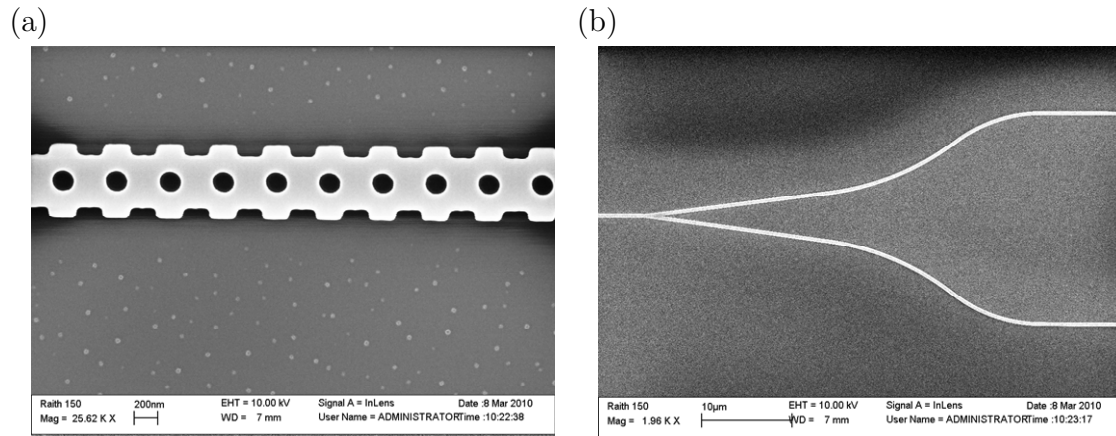 (a)
(b)
Raith 150
Mag = 25.62 K X
200nm
EHT = 10.00 kV
WD = 7 mm
Signal A = InLens
User Name = ADMINISTRATOR
Date :8 Mar 2010
Time :10:22:38
Raith 150
Mag = 1.96 K X
10µm
EHT = 10.00 kV
WD = 7 mm
Signal A = InLens
User Name = ADMINISTRATOR
Date :8 Mar 2010
Time :10:23:17